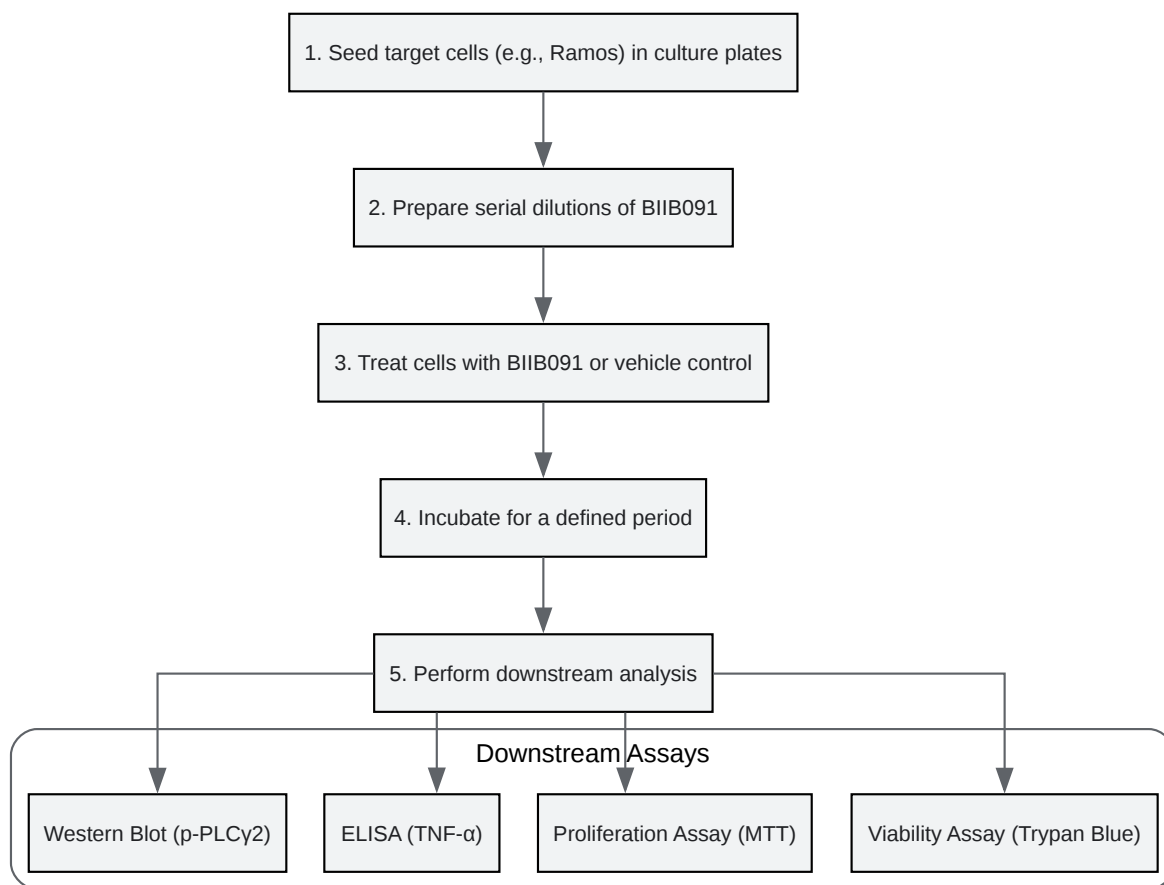 1. Seed target cells (e.g., Ramos) in culture plates
2. Prepare serial dilutions of BIIB091
3. Treat cells with BIIB091 or vehicle control
4. Incubate for a defined period
5. Perform downstream analysis
Downstream Assays
Western Blot (p-PLCγ2)
ELISA (TNF-α)
Proliferation Assay (MTT)
Viability Assay (Trypan Blue)